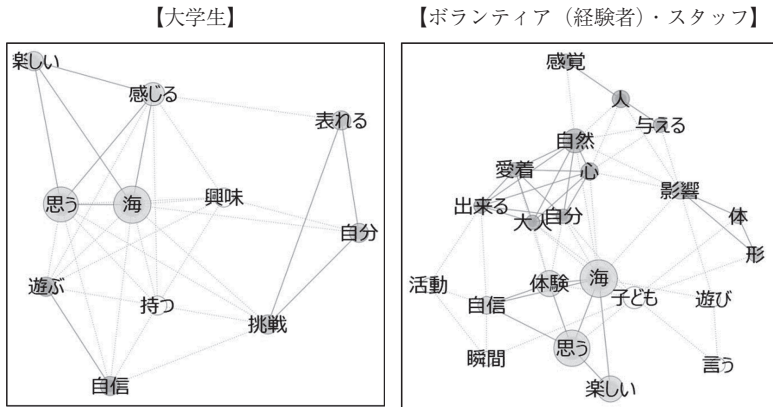 【大学生】
楽しい
感じる
表れる
思う
海
興味
自分
遊ぶ
持つ
挑戦
自信
【ボランティア（経験者）・スタッフ】
感覚
人
与える
自然
愛着
心
影響
出来る
大人
自分
体
形
活動
体験
海
子ども
遊び
自信
瞬間
思う
言う
楽しい